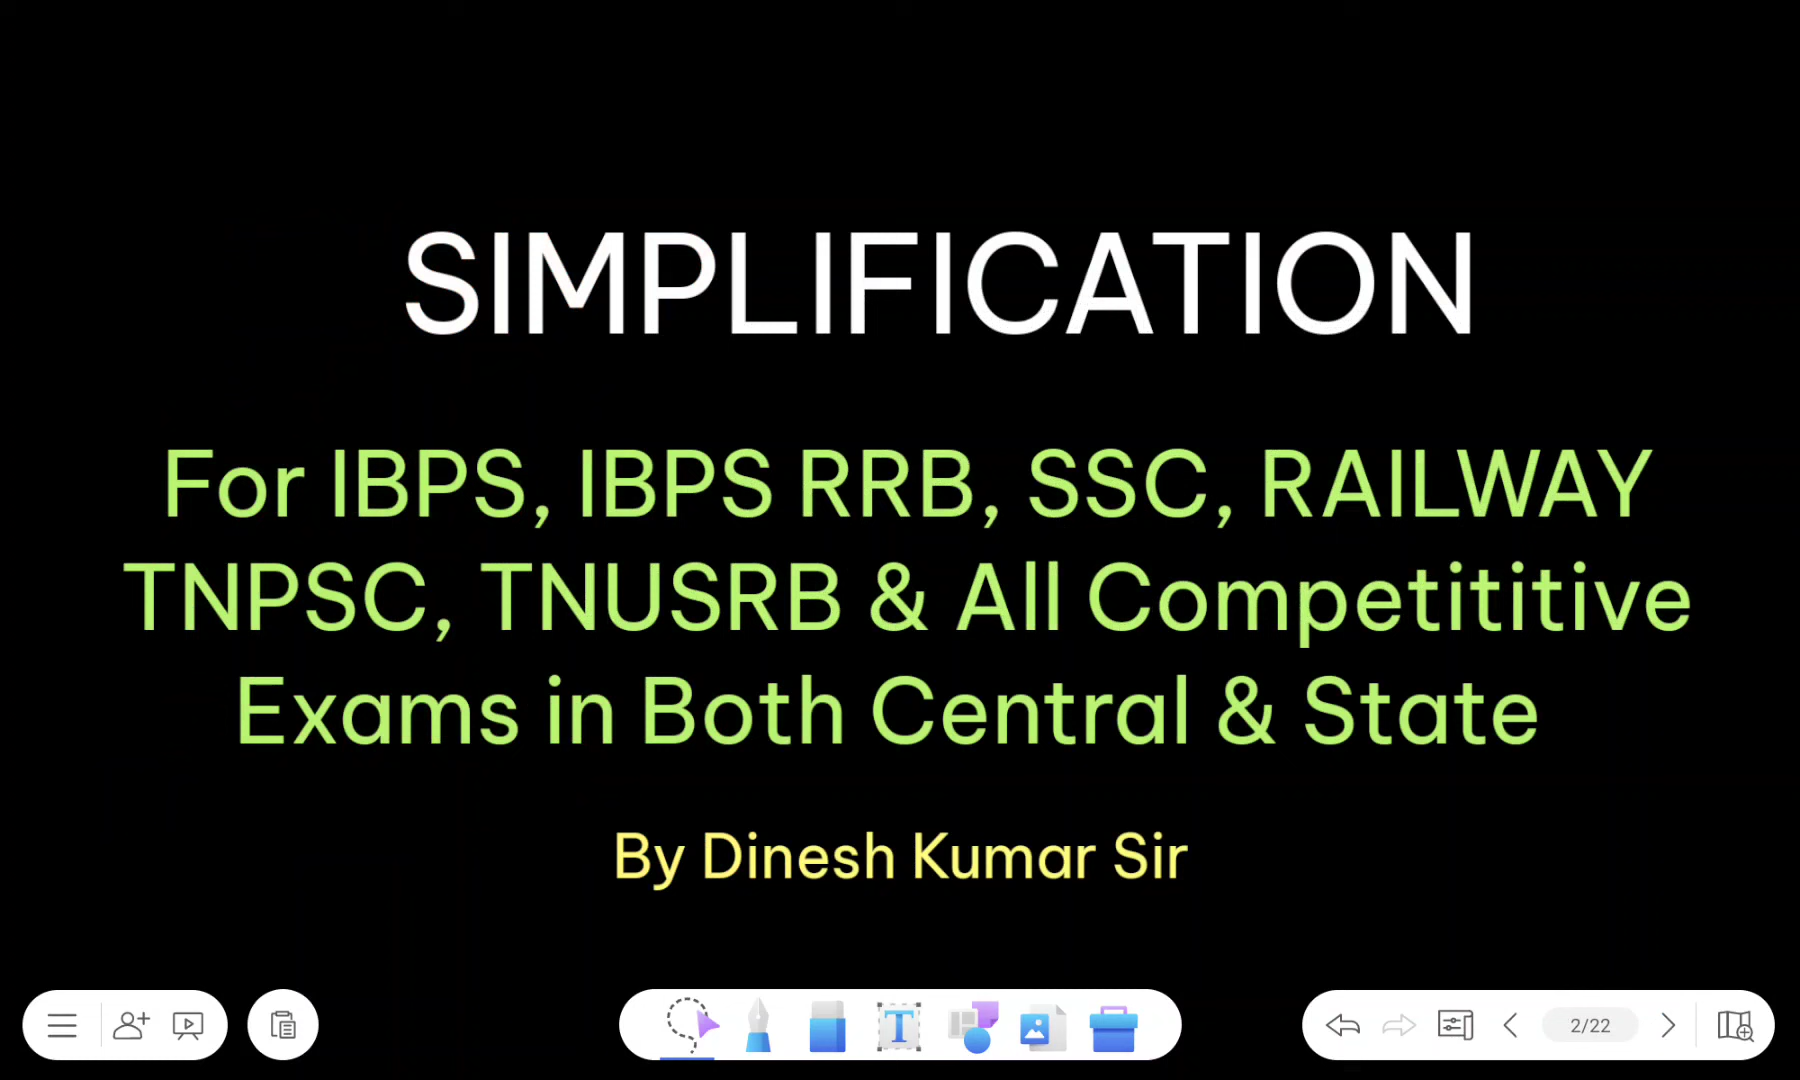 SIMPLIFICATION
For IBPS, IBPS RRB, SSC, RAILWAY
TNPSC, TNUSRB & All Competititive
Exams in Both Central & State
By Dinesh Kumar Sir
T
2/22